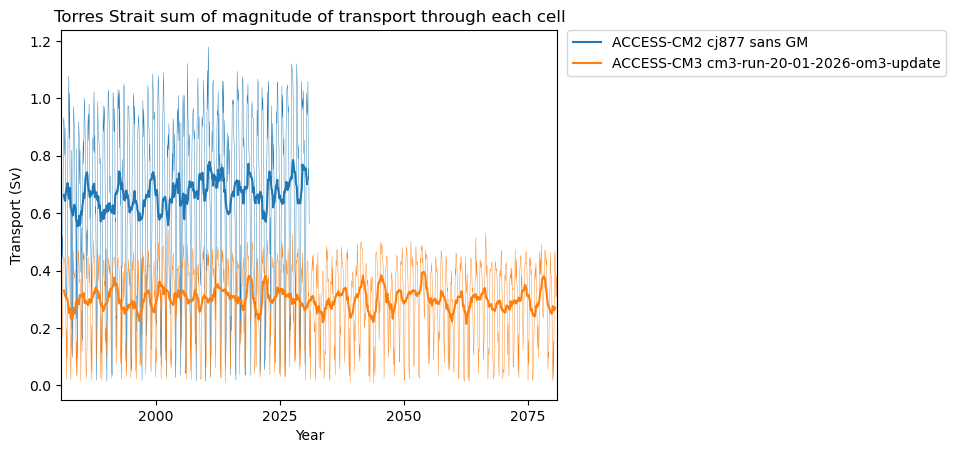 Torres Strait sum of magnitude of transport through each cell
ACCESS-CM2 cj877 sans GM
ACCESS-CM3 cm3-run-20-01-2026-om3-update
1.2
1.0
0.8
0.6
0.4
0.2
0.0
Transport (Sv)
2000
2025
2050
2075
Year